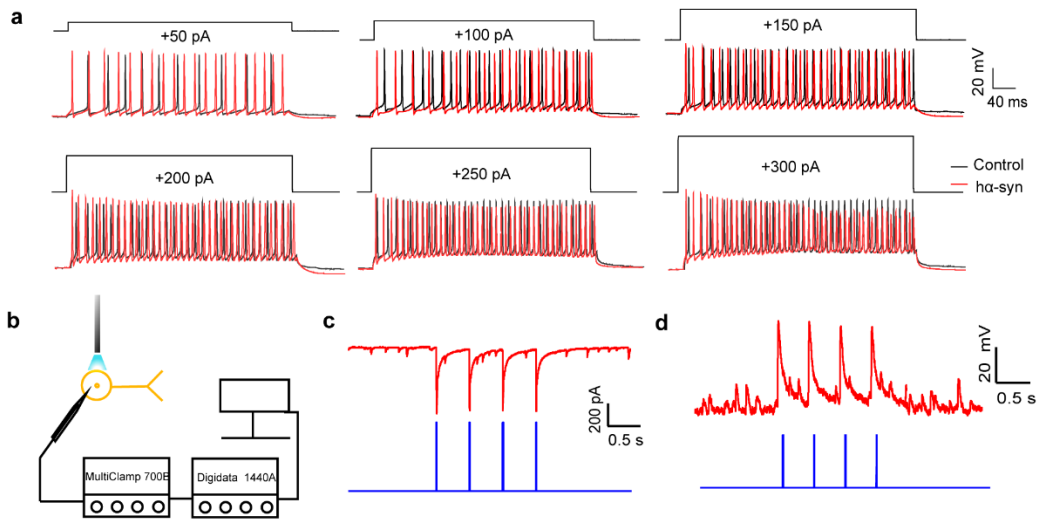 a
+50 pA
+100 pA
+150 pA
20 mV
40 ms
+200 pA
+250 pA
+300 pA
Control
hα-syn
b
MultiClamp 700B
Digidata 1440A
c
200 pA
0.5 s
d
20 mV
0.5 s